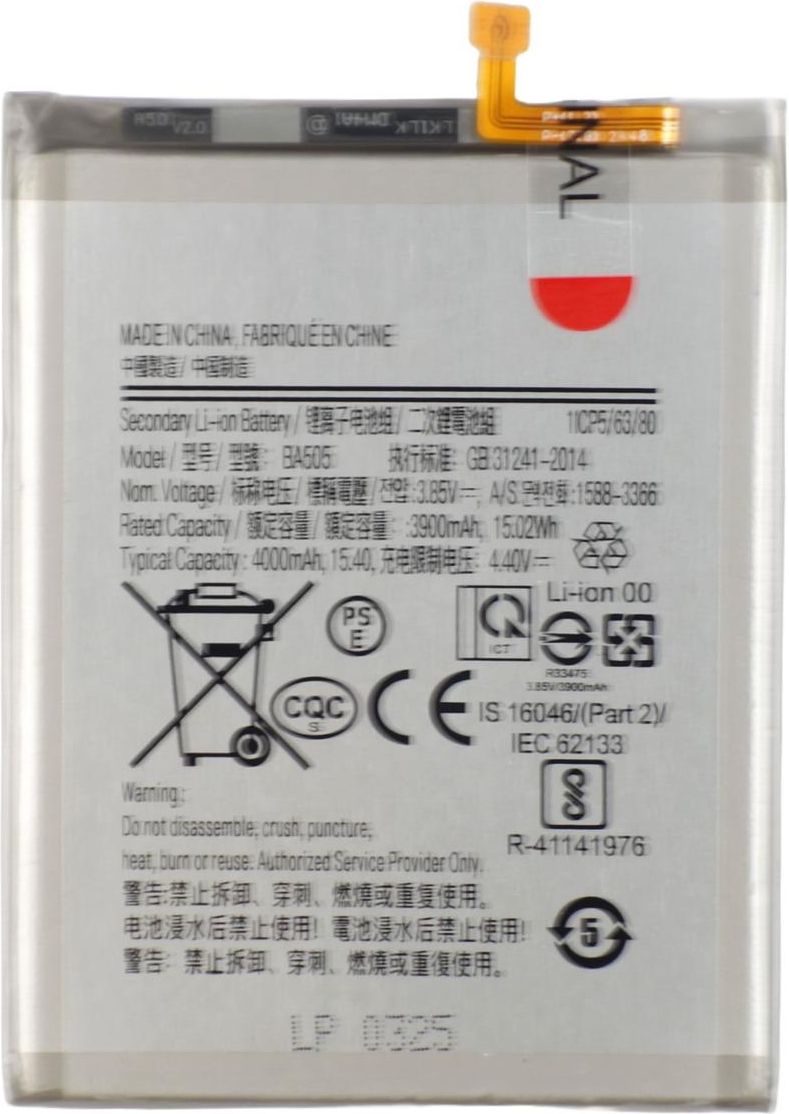 A505
V2.0
NAL
MADE IN CHINA, FABRIQUÉ EN CHINE
中國製造/ 中国制造
Secondary Li-ion Battery / 锂离子电池组/ 二次鋰電池組 1ICP5/63/80
Model / 型号/ 型號: BA505 执行标准: GB 31241-2014
Nom. Voltage / 标称电压 / 標稱電壓 /전압:3.85V⎓, A/S :1588-3366
Rated Capacity / 額定容量/ 額定容量/ :3900mAh, 15.02Wh
Typical Capacity : 4000mAh, 15.40, 充电限制电压: 4.40V⎓
Li-ion 00
PS
E
ICT
R33475
3.85V/3900mAh
CQC
S
CE
IS 16046/(Part 2)/
IEC 62133
R-41141976
Warning:
Do not disassemble, crush, puncture,
heat, burn or reuse. Authorized Service Provider Only.
警告:禁止拆卸、穿刺、燃燒或重复使用。
电池浸水后禁止使用! 電池浸水后禁止使用!
警告: 禁止拆卸、穿刺、燃燒或重復使用。
5
LP 0325